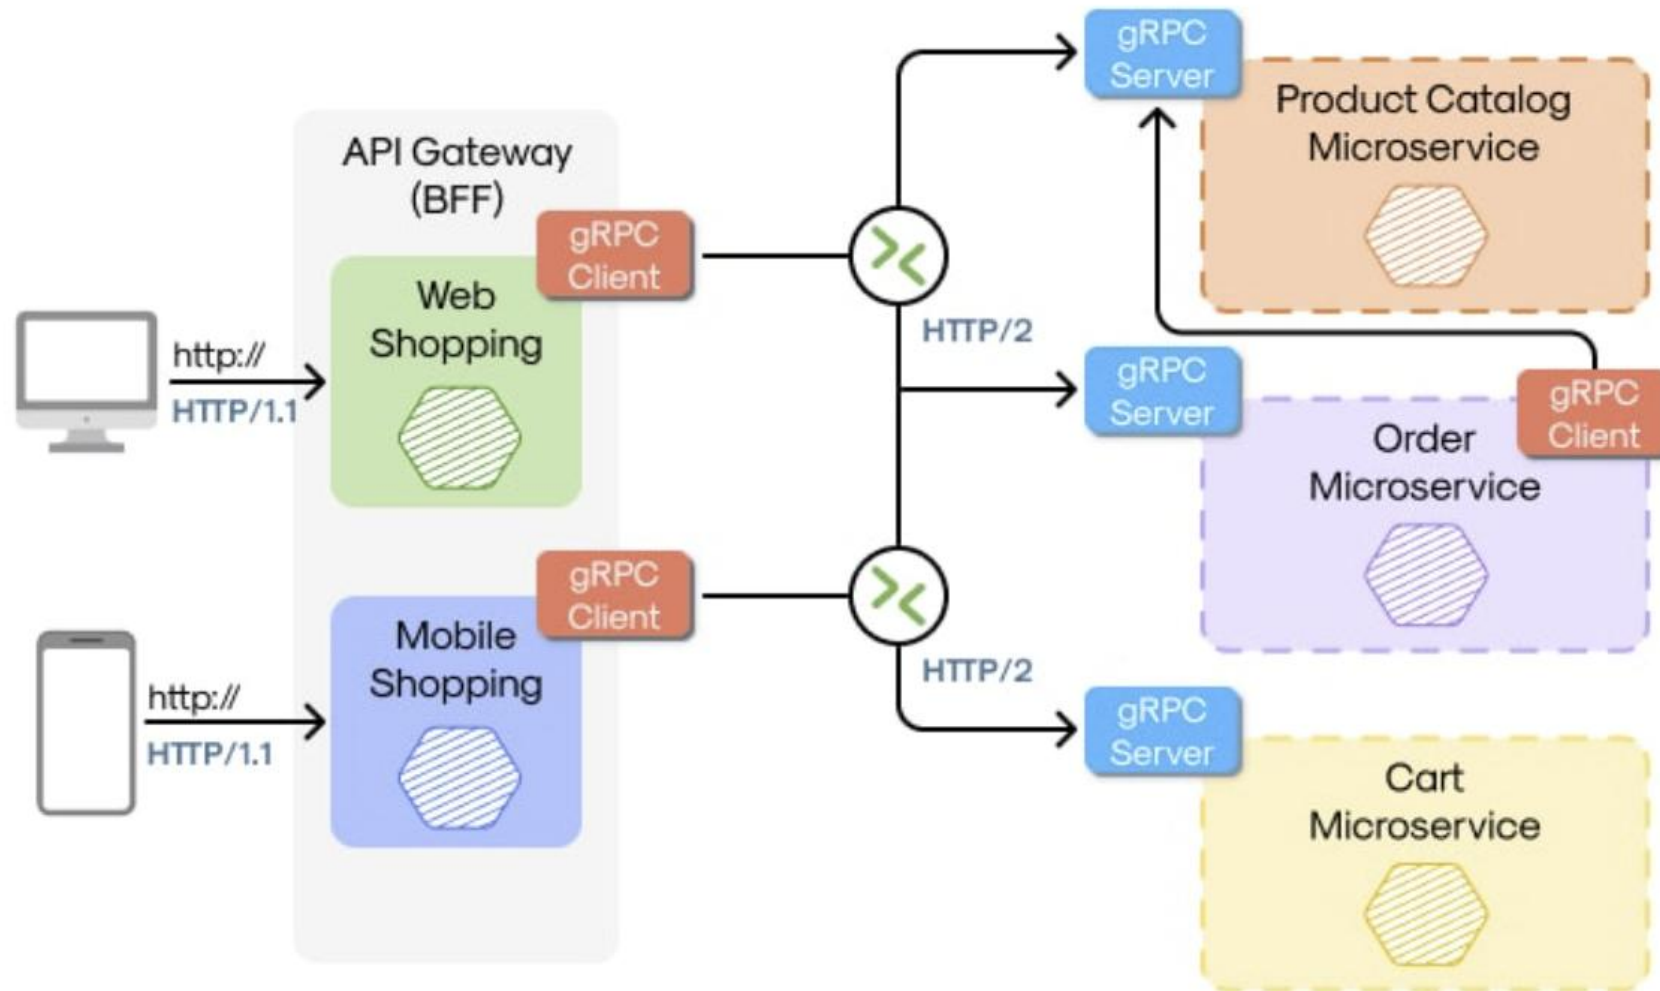 API Gateway
(BFF)
http://
HTTP/1.1
Web
Shopping
gRPC
Client
http://
HTTP/1.1
Mobile
Shopping
gRPC
Client
HTTP/2
HTTP/2
gRPC
Server
Product Catalog
Microservice
gRPC
Server
Order
Microservice
gRPC
Client
gRPC
Server
Cart
Microservice